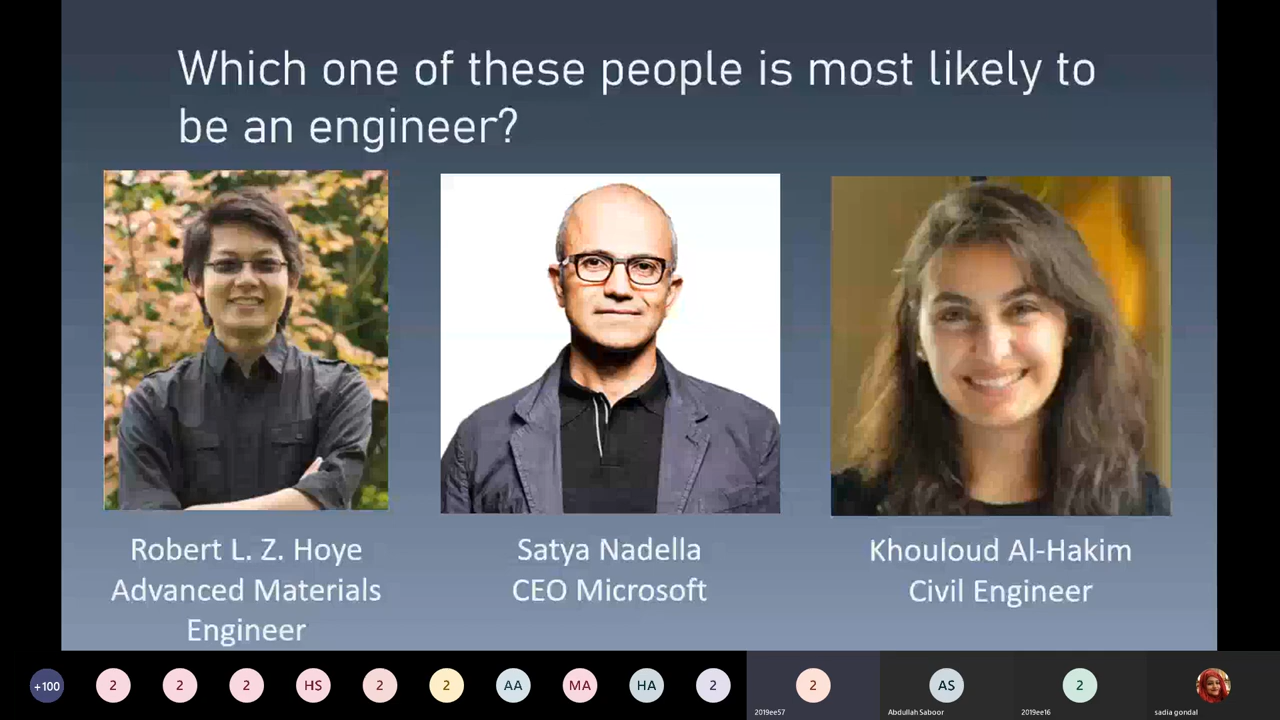 Which one of these people is most likely to
be an engineer?
Robert L. Z. Hoye
Advanced Materials
Engineer
Satya Nadella
CEO Microsoft
Khouloud Al-Hakim
Civil Engineer
+100
2
2
2
HS
2
2
AA
MA
HA
2
2
2019ee57
AS
Abdullah Saboor
2
2019ee16
sadia gondal